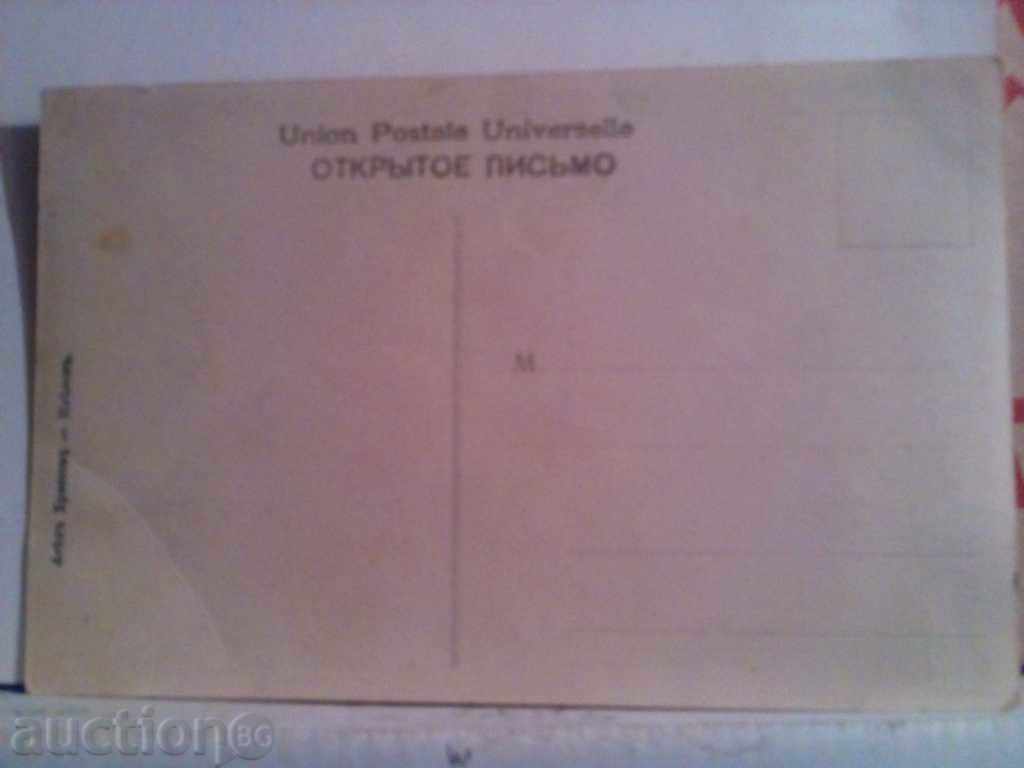 Union Postale Universelle
ОТКРЫТОЕ ПИСЬМО
M
auction BG